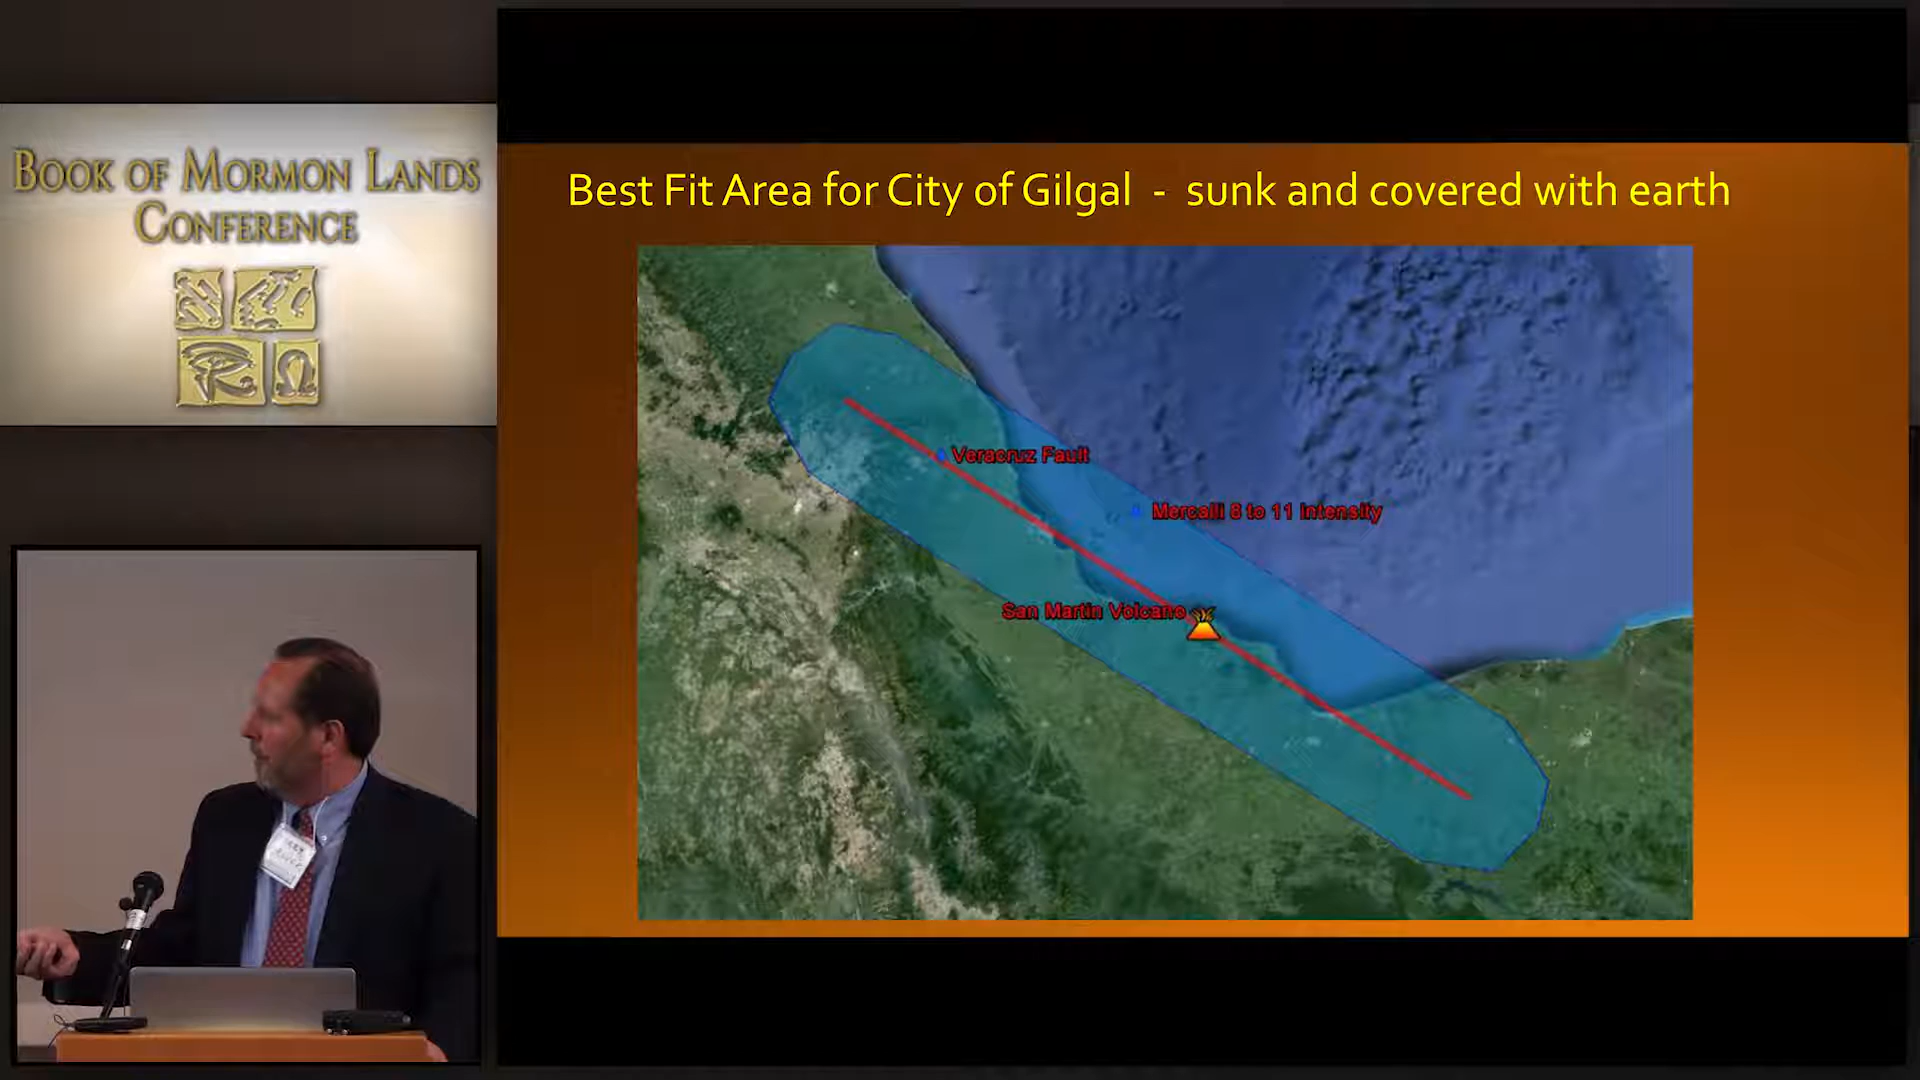 BOOK OF MORMON LANDS
CONFERENCE
Best Fit Area for City of Gilgal - sunk and covered with earth
Veracruz Fault
Mercalli 8 to 11 Intensity
San Martin Volcano